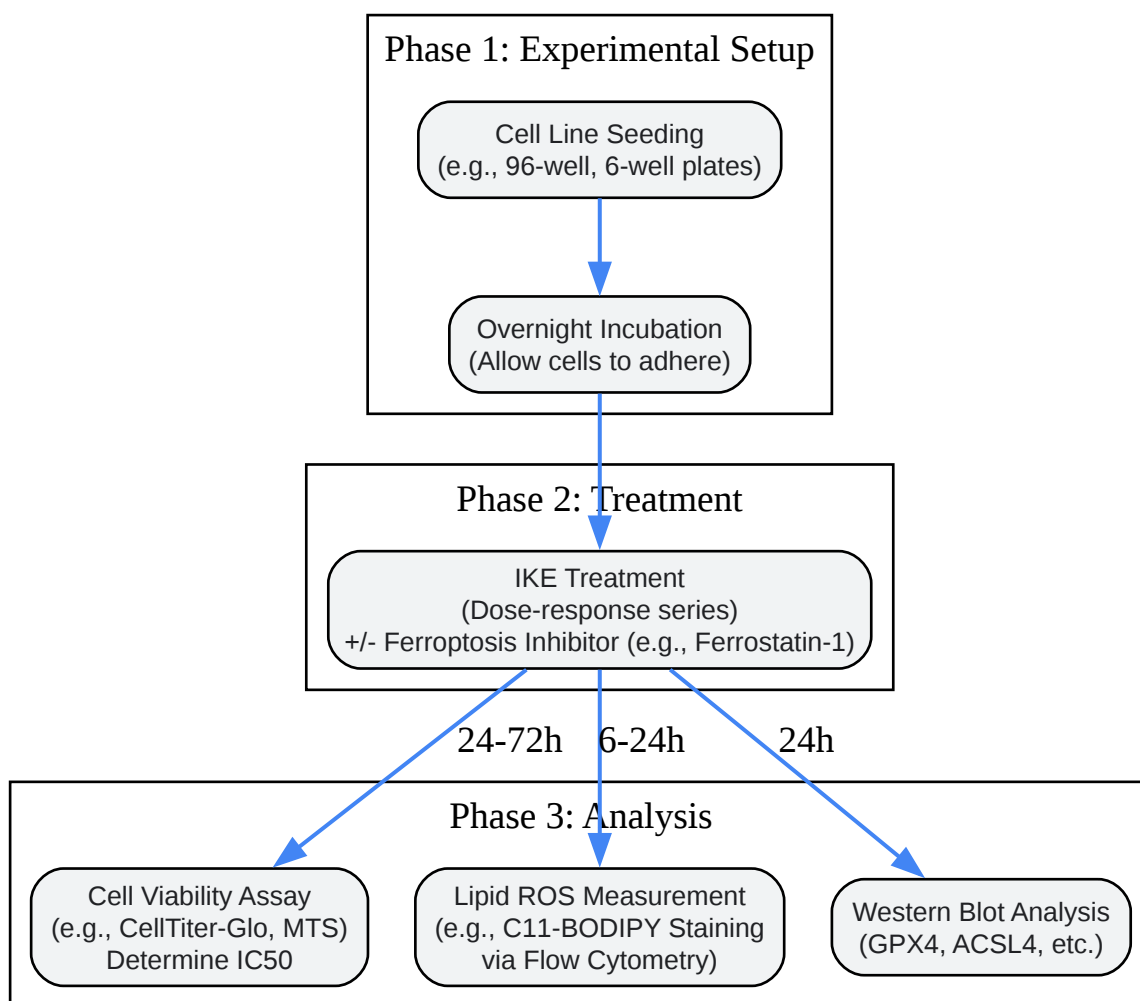 Phase 1: Experimental Setup
Cell Line Seeding
(e.g., 96-well, 6-well plates)
Overnight Incubation
(Allow cells to adhere)
Phase 2: Treatment
IKE Treatment
(Dose-response series)
+/- Ferroptosis Inhibitor (e.g., Ferrostatin-1)
24-72h
6-24h
24h
Phase 3: Analysis
Cell Viability Assay
(e.g., CellTiter-Glo, MTS)
Determine IC50
Lipid ROS Measurement
(e.g., C11-BODIPY Staining
via Flow Cytometry)
Western Blot Analysis
(GPX4, ACSL4, etc.)